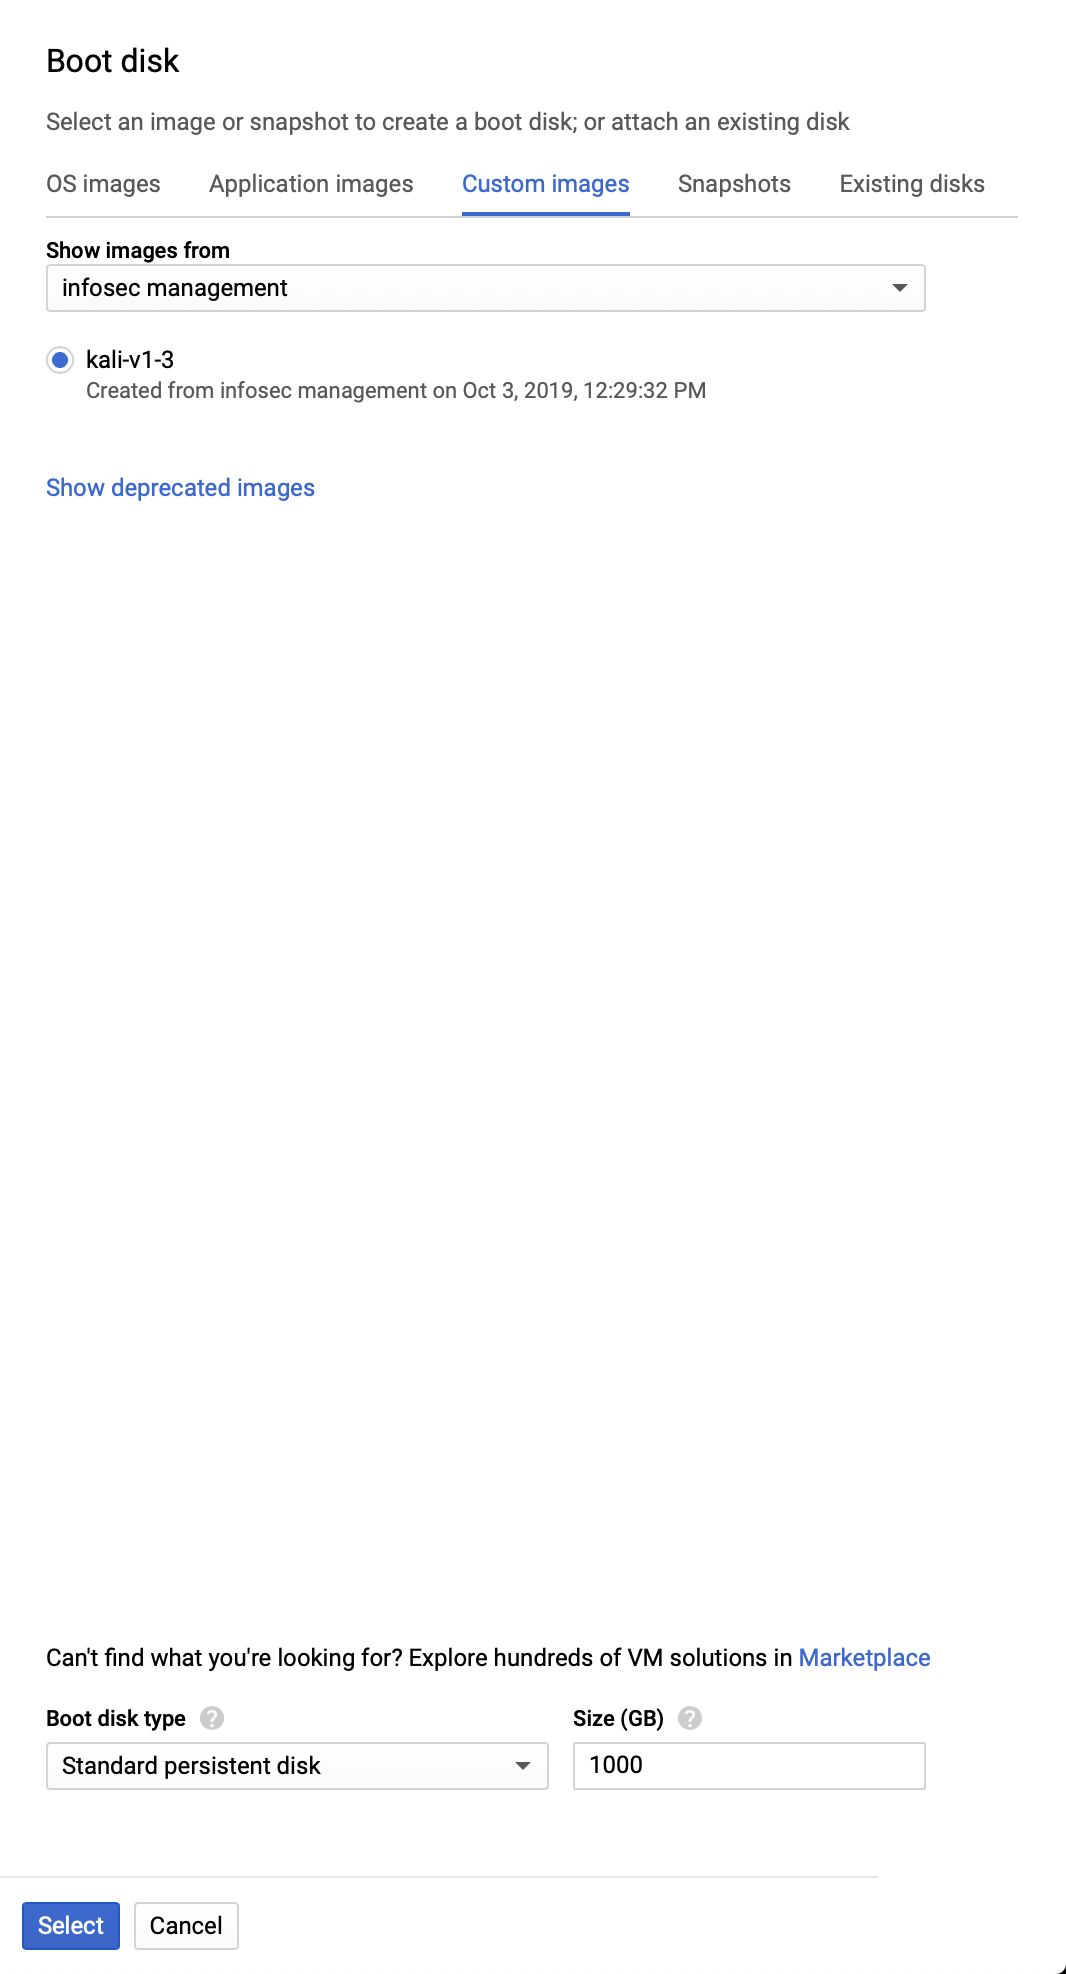 Boot disk
Select an image or snapshot to create a boot disk; or attach an existing disk
OS images Application images Custom images Snapshots Existing disks
Show images from
infosec management
kali-v1-3
Created from infosec management on Oct 3, 2019, 12:29:32 PM
Show deprecated images
Can't find what you're looking for? Explore hundreds of VM solutions in Marketplace
Boot disk type ? Size (GB) ?
Standard persistent disk 1000
Select Cancel